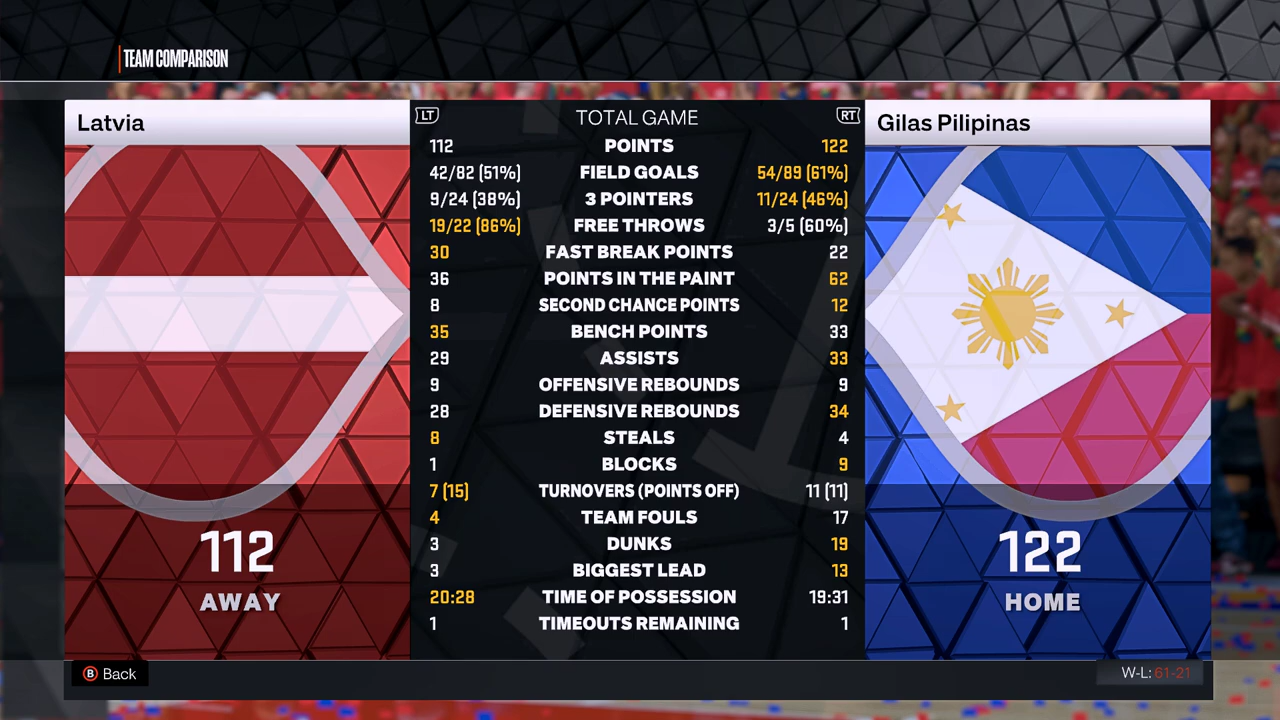 TEAM COMPARISON
Latvia
LT TOTAL GAME RT
Gilas Pilipinas
112 POINTS 122
42/82 (51%) FIELD GOALS 54/89 (61%)
9/24 (38%) 3 POINTERS 11/24 (46%)
19/22 (86%) FREE THROWS 3/5 (60%)
30 FAST BREAK POINTS 22
36 POINTS IN THE PAINT 62
8 SECOND CHANCE POINTS 12
35 BENCH POINTS 33
29 ASSISTS 33
9 OFFENSIVE REBOUNDS 9
28 DEFENSIVE REBOUNDS 34
8 STEALS 4
1 BLOCKS 9
7 (15) TURNOVERS (POINTS OFF) 11 (11)
4 TEAM FOULS 17
3 DUNKS 19
3 BIGGEST LEAD 13
20:28 TIME OF POSSESSION 19:31
1 TIMEOUTS REMAINING 1
112
AWAY
122
HOME
B Back
W-L: 61-21